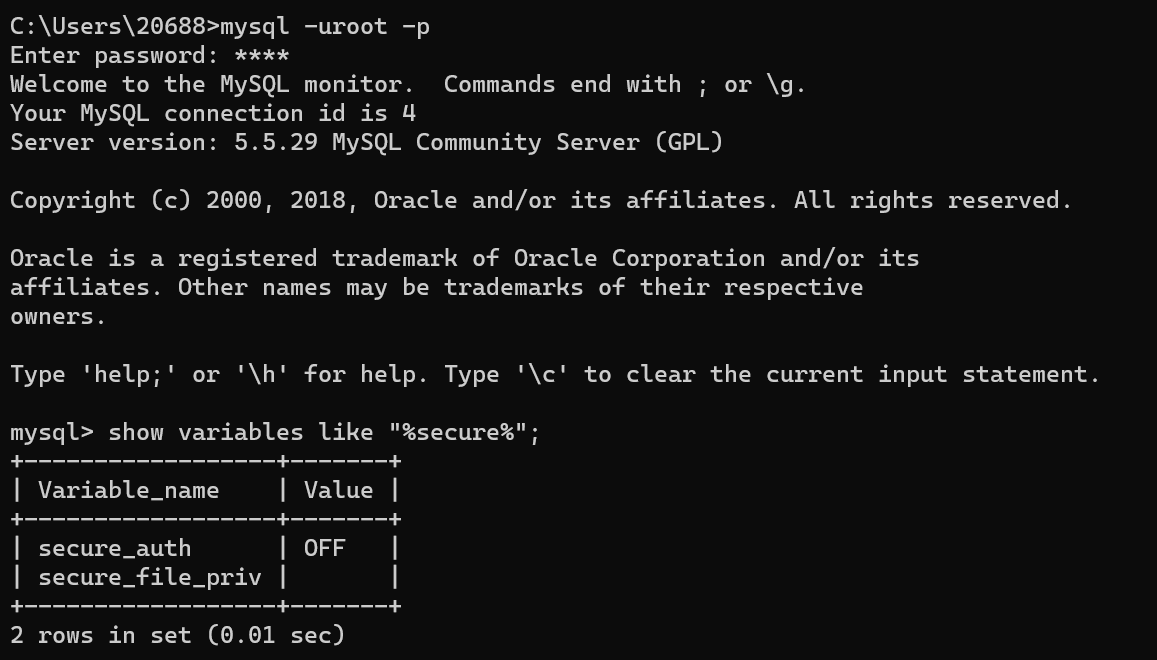 C:\Users\20688>mysql -uroot -p
Enter password: ****
Welcome to the MySQL monitor.  Commands end with ; or \g.
Your MySQL connection id is 4
Server version: 5.5.29 MySQL Community Server (GPL)

Copyright (c) 2000, 2018, Oracle and/or its affiliates. All rights reserved.

Oracle is a registered trademark of Oracle Corporation and/or its
affiliates. Other names may be trademarks of their respective
owners.

Type 'help;' or '\h' for help. Type '\c' to clear the current input statement.

mysql> show variables like "%secure%";
+------------------+-------+
| Variable_name    | Value |
+------------------+-------+
| secure_auth      | OFF   |
| secure_file_priv |       |
+------------------+-------+
2 rows in set (0.01 sec)